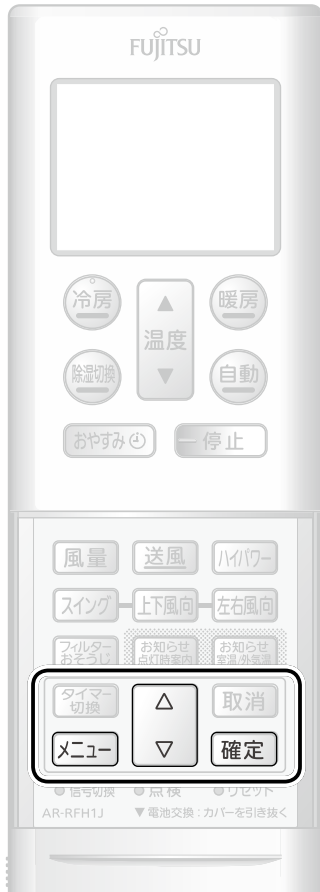 FUJITSU
冷房
暖房
温度
除湿切換
自動
おやすみ
停止
風量 送風 ハイパワー
スイング 上下風向 左右風向
フィルター
おそうじ
お知らせ
点灯時案内
お知らせ
室温/外気温
タイマー
切換
取消
メニュー 確定
信号切換 点検 リセット
AR-RFH1J ▼電池交換:カバーを引き抜く